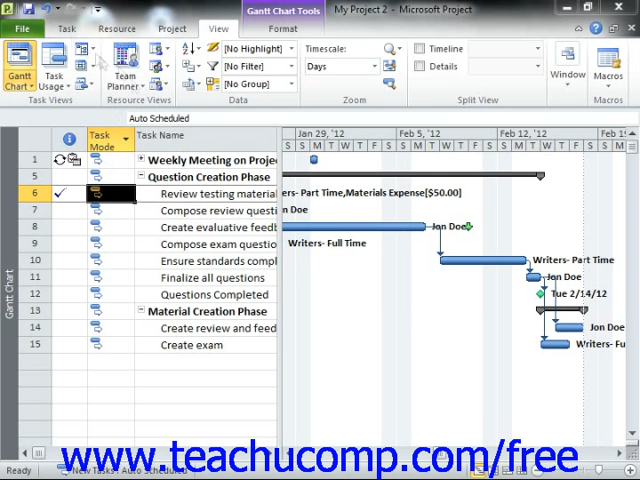 Gantt Chart Tools
My Project 2 - Microsoft Project
File Task Resource Project View Format
Gantt Chart
Task Usage
Task Views
Team Planner
Resource Views
[No Highlight]
[No Filter]
[No Group]
Data
Timescale:
Days
Zoom
Timeline
Details
Split View
Window
Macros
Macros
Auto Scheduled
Task Mode
Task Name
Jan 29, '12 Feb 5, '12 Feb 12, '12 Feb 19
S M T W T F S S M T W T F S S M T W T F S S M
1 Weekly Meeting on Projec
5 Question Creation Phase
6 Review testing material ers- Part Time,Materials Expense[$50.00]
7 Compose review questi n Doe
8 Create evaluative feedb Jon Doe
9 Compose exam question Writers- Full Time
10 Ensure standards compl Writers- Part Time
11 Finalize all questions Jon Doe
12 Questions Completed Tue 2/14/12
13 Material Creation Phase
14 Create review and feed Jon Doe
15 Create exam Writers- Fu
Gantt Chart
www.teachucomp.com/free
Ready New Tasks : Auto Scheduled